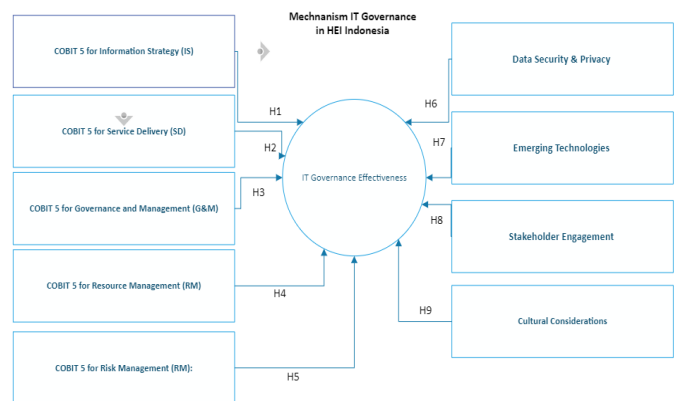 Mechnanism IT Governance
in HEI Indonesia
COBIT 5 for Information Strategy (IS)
COBIT 5 for Service Delivery (SD)
COBIT 5 for Governance and Management (G&M)
COBIT 5 for Resource Management (RM)
COBIT 5 for Risk Management (RM):
H1
H2
H3
H4
H5
IT Governance Effectiveness
H6
H7
H8
H9
Data Security & Privacy
Emerging Technologies
Stakeholder Engagement
Cultural Considerations